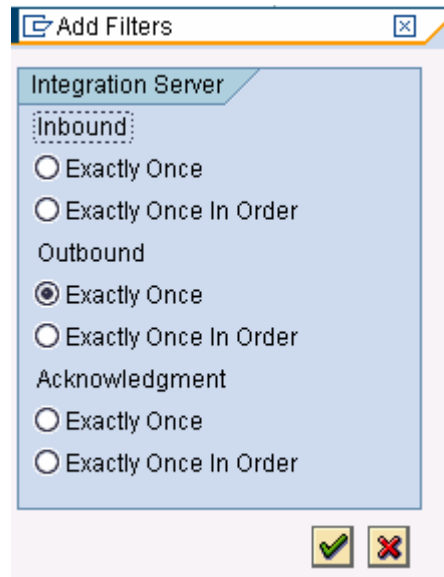 Add Filters
Integration Server
Inbound
Exactly Once
Exactly Once In Order
Outbound
Exactly Once
Exactly Once In Order
Acknowledgment
Exactly Once
Exactly Once In Order